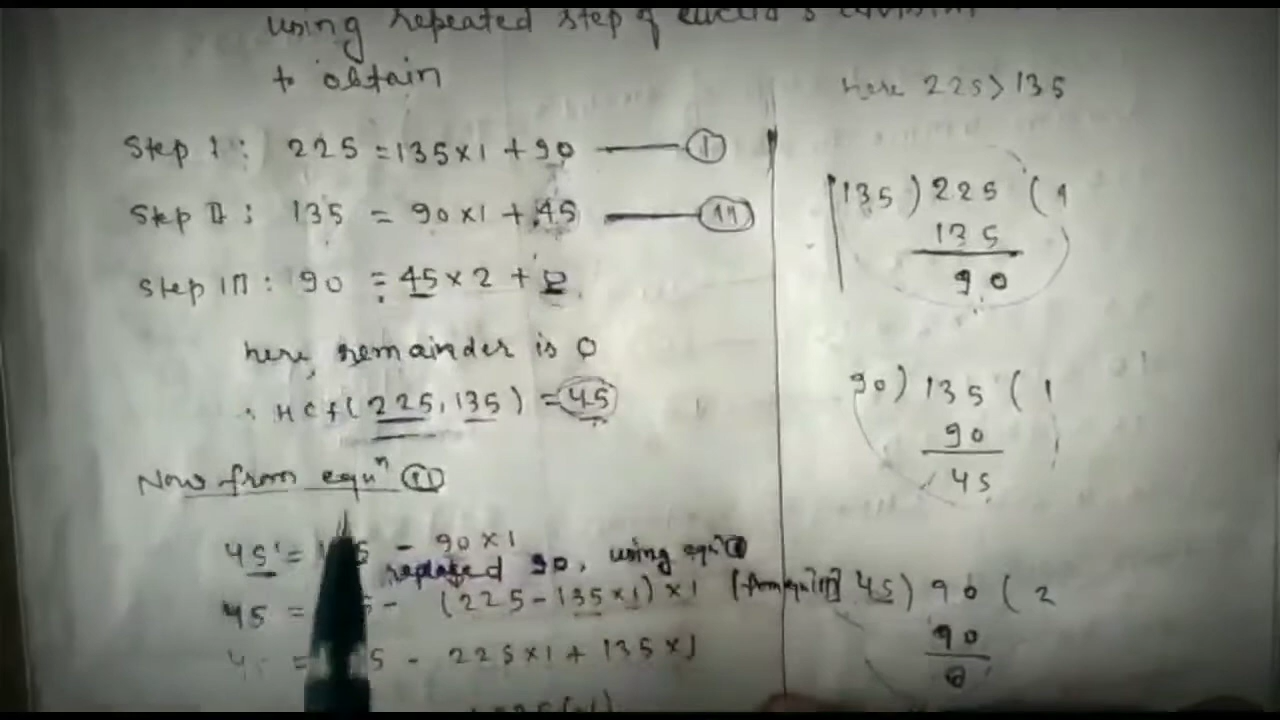 using repeated step of euclid's division
to obtain
Step I : 225 = 135 × 1 + 90 —— (I)
Step II : 135 = 90 × 1 + 45 —— (II)
Step III : 90 = 45 × 2 + 0
here, remainder is 0
∴ HCf (225, 135) = 45
Now from equⁿ (II)
45 = - 90 × 1
replaced 90, using equⁿ (I)
45 = - (225 - 135 × 1) × 1
= - 225 × 1 + 135 × 1
here 225 > 135
135 ) 225 ( 1
135
90
90 ) 135 ( 1
90
45
45 ) 90 ( 2
90
0